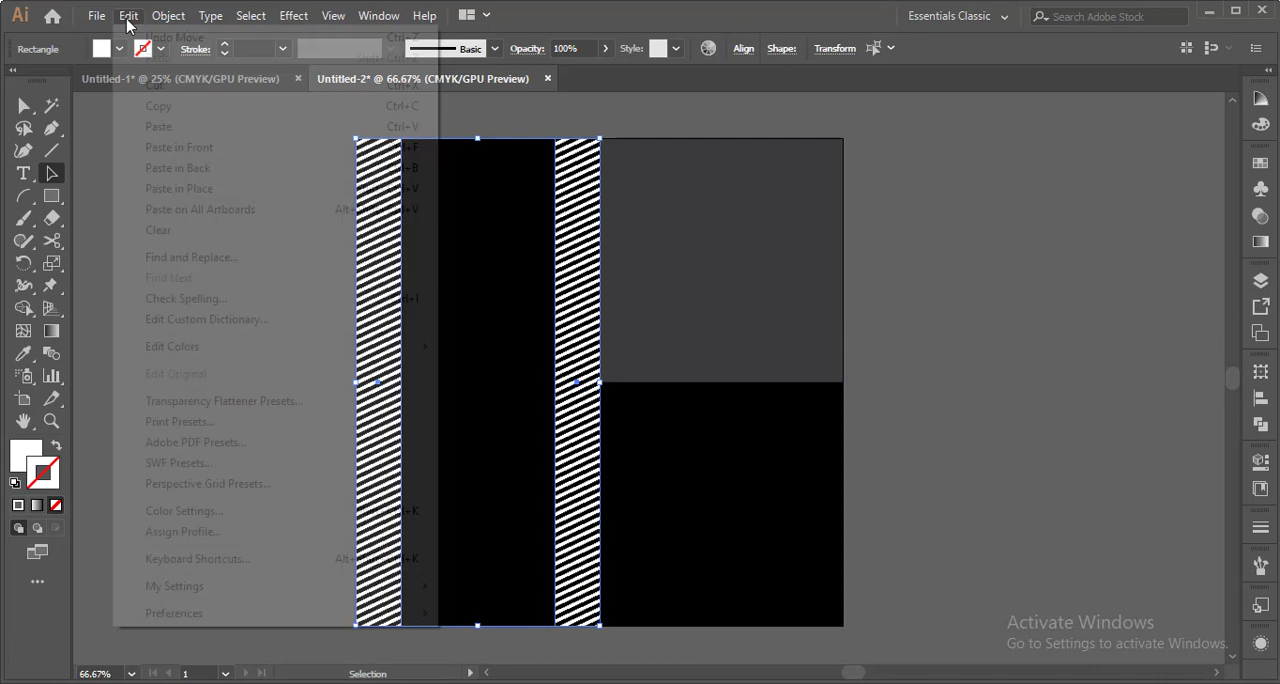 Ai File Edit Object Type Select Effect View Window Help Essentials Classic Search Adobe Stock
Rectangle Stroke: Basic Opacity: 100% Style: Align Shape: Transform
Untitled-1* @ 25% (CMYK/GPU Preview) × Untitled-2* @ 66.67% (CMYK/GPU Preview) ×
Undo Move Ctrl+Z
Cut Ctrl+X
Copy Ctrl+C
Paste Ctrl+V
Paste in Front
Paste in Back
Paste in Place
Paste on All Artboards
Clear
Find and Replace...
Find Next
Check Spelling...
Edit Custom Dictionary...
Edit Colors
Edit Original
Transparency Flattener Presets...
Print Presets...
Adobe PDF Presets...
SWF Presets...
Perspective Grid Presets...
Color Settings...
Assign Profile...
Keyboard Shortcuts...
My Settings
Preferences
Activate Windows
Go to Settings to activate Windows.
66.67% 1 Selection